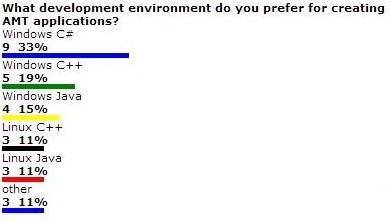 What development environment do you prefer for creating
AMT applications?
Windows C#
9 33%
Windows C++
5 19%
Windows Java
4 15%
Linux C++
3 11%
Linux Java
3 11%
other
3 11%